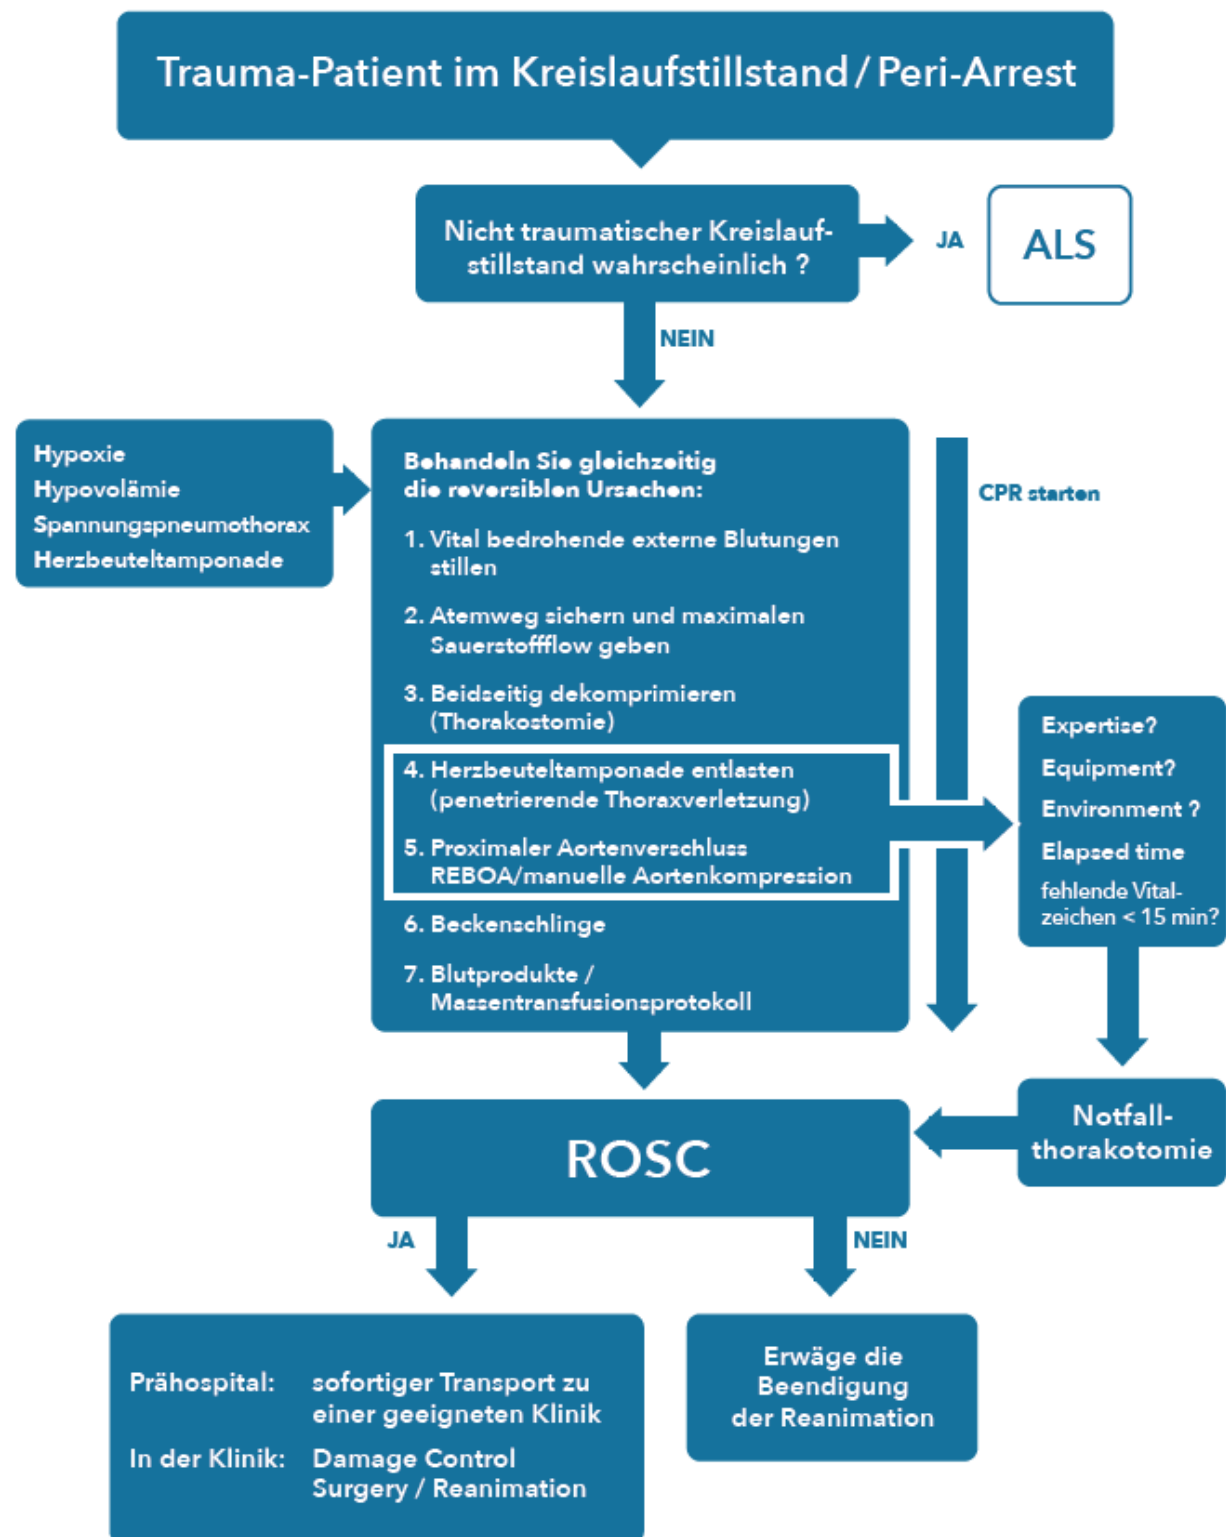 Trauma-Patient im Kreislaufstillstand / Peri-Arrest
Nicht traumatischer Kreislauf-
stillstand wahrscheinlich ?
JA
ALS
NEIN
Hypoxie
Hypovolämie
Spannungspneumothorax
Herzbeuteltamponade
Behandeln Sie gleichzeitig
die reversiblen Ursachen:
1. Vital bedrohende externe Blutungen
stillen
2. Atemweg sichern und maximalen
Sauerstoffflow geben
3. Beidseitig dekomprimieren
(Thorakostomie)
4. Herzbeuteltamponade entlasten
(penetrierende Thoraxverletzung)
5. Proximaler Aortenverschluss
REBOA/manuelle Aortenkompression
6. Beckenschlinge
7. Blutprodukte /
Massentransfusionsprotokoll
CPR starten
Expertise?
Equipment?
Environment ?
Elapsed time
fehlende Vital-
zeichen < 15 min?
Notfall-
thorakotomie
ROSC
JA
NEIN
Prähospital: sofortiger Transport zu
einer geeigneten Klinik
In der Klinik: Damage Control
Surgery / Reanimation
Erwäge die
Beendigung
der Reanimation